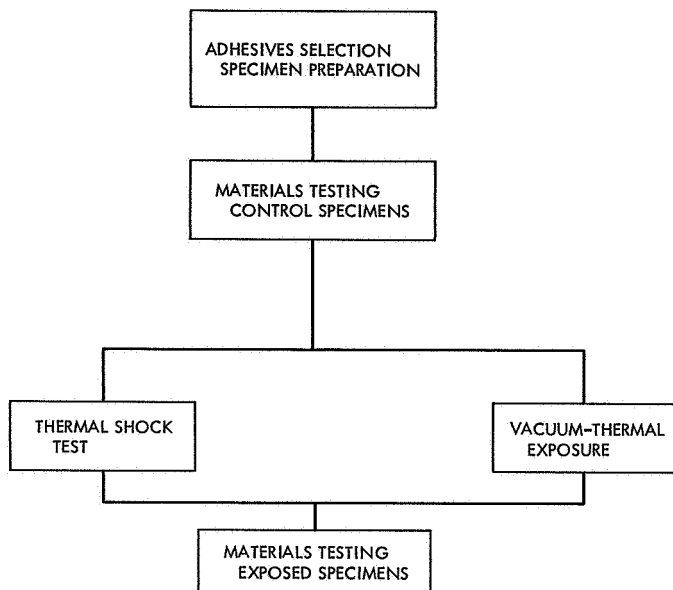 ADHESIVES SELECTION
SPECIMEN PREPARATION
MATERIALS TESTING
CONTROL SPECIMENS
THERMAL SHOCK
TEST
VACUUM-THERMAL
EXPOSURE
MATERIALS TESTING
EXPOSED SPECIMENS